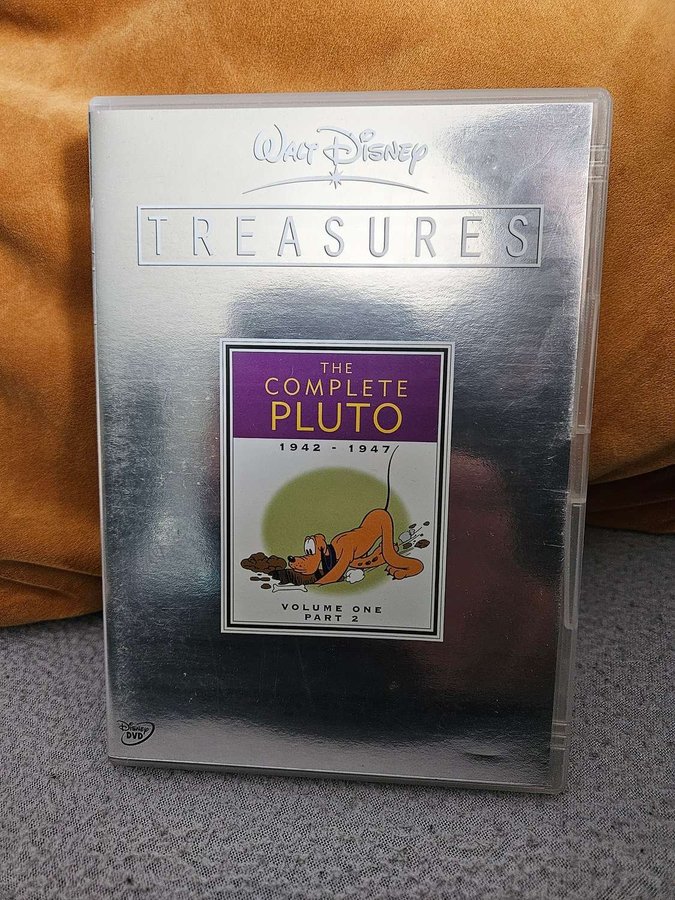 WALT DISNEY
TREASURES
THE
COMPLETE
PLUTO
1942 - 1947
VOLUME ONE
PART 2
Disney
DVD